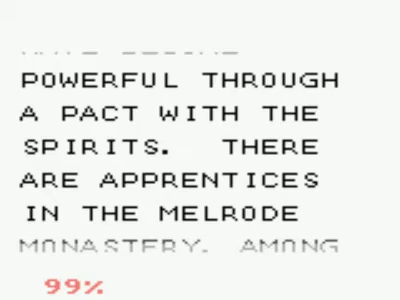 POWERFUL THROUGH
A PACT WITH THE
SPIRITS. THERE
ARE APPRENTICES
IN THE MELRODE
MONASTERY. AMONG
99%